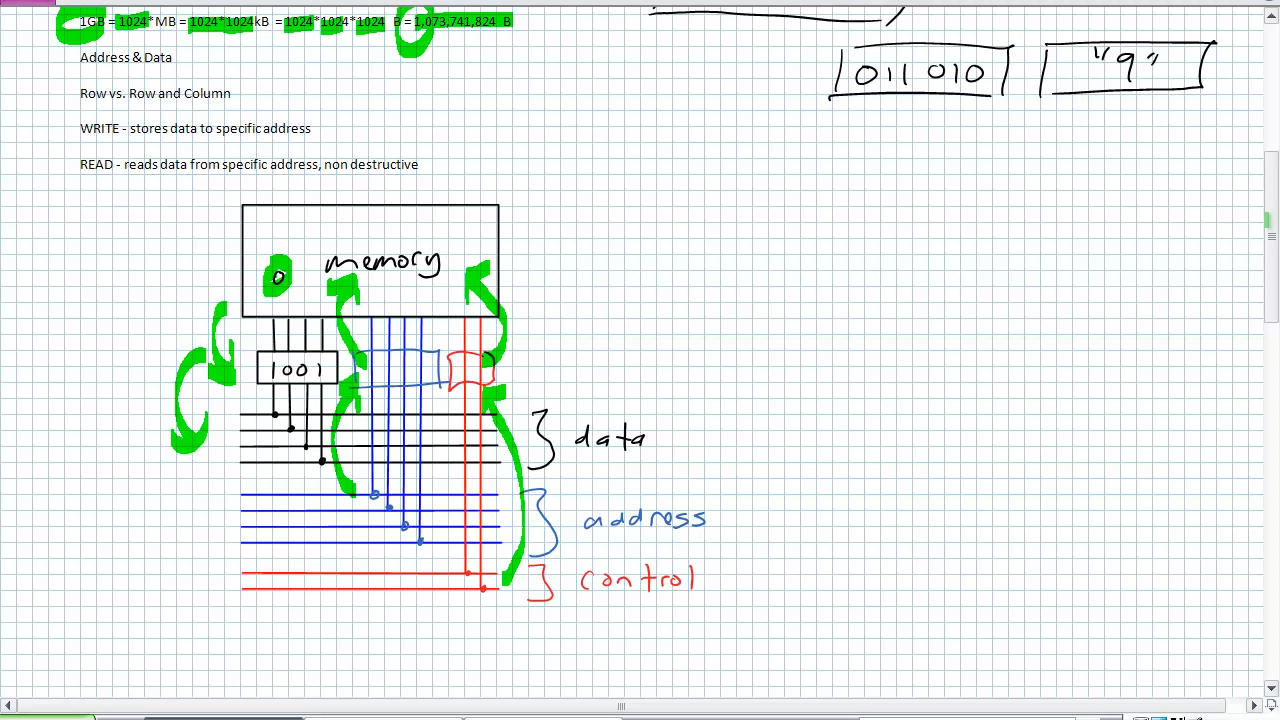 1GB = 1024*MB = 1024*1024kB = 1024*1024*1024 B = 1,073,741,824 B
011 010 "9"
Address & Data
Row vs. Row and Column
WRITE - stores data to specific address
READ - reads data from specific address, non destructive
0 memory
1001
data
address
control